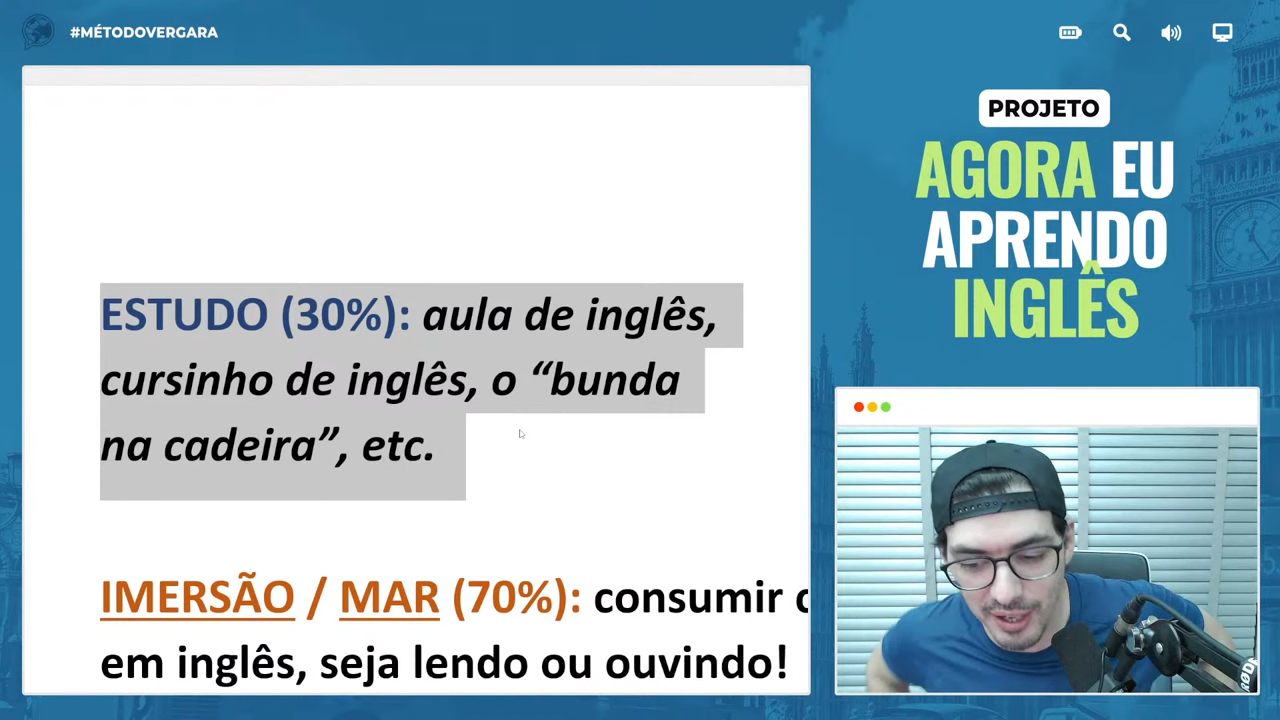 #MÉTODOVERGARA
PROJETO
AGORA EU
APRENDO
INGLÊS
ESTUDO (30%): aula de inglês,
cursinho de inglês, o “bunda
na cadeira”, etc.
IMERSÃO / MAR (70%): consumir
em inglês, seja lendo ou ouvindo!
RØDE